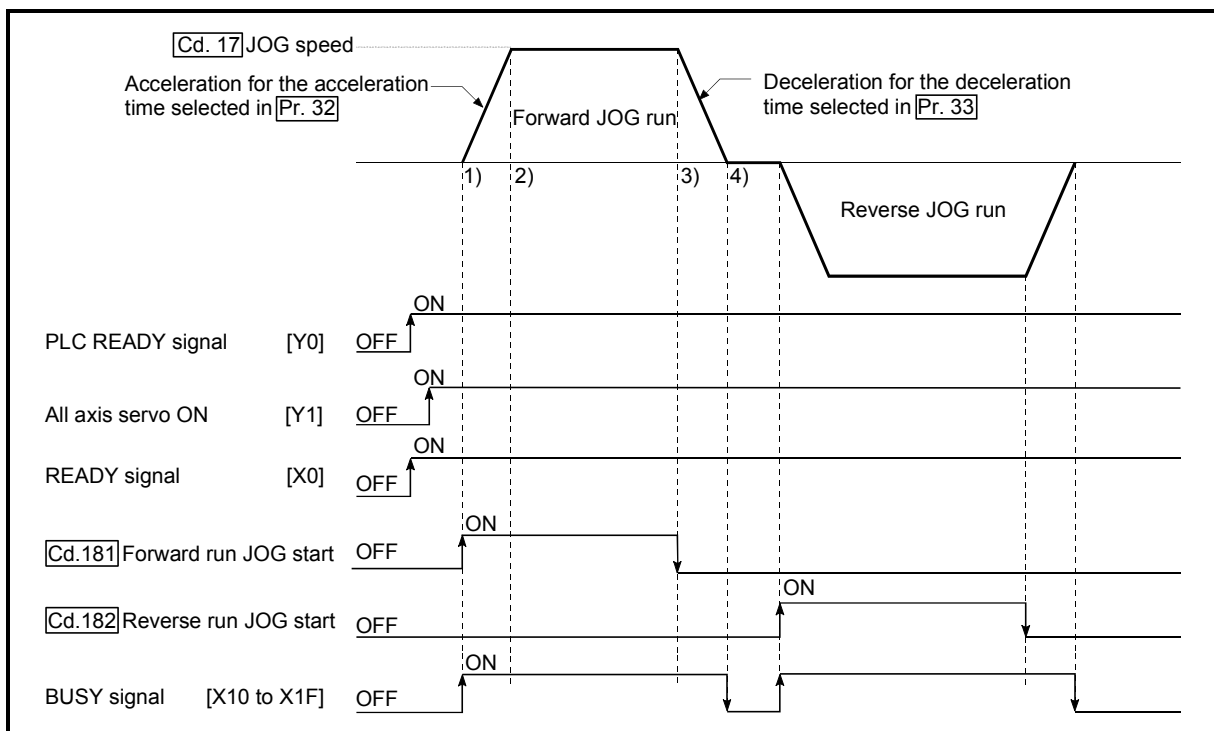 Cd. 17 JOG speed
Acceleration for the acceleration
time selected in Pr. 32
Deceleration for the deceleration
time selected in Pr. 33
Forward JOG run
1) 2) 3) 4)
Reverse JOG run
ON
PLC READY signal [Y0] OFF
ON
All axis servo ON [Y1] OFF
ON
READY signal [X0] OFF
ON
Cd.181 Forward run JOG start OFF
ON
Cd.182 Reverse run JOG start OFF
ON
BUSY signal [X10 to X1F] OFF